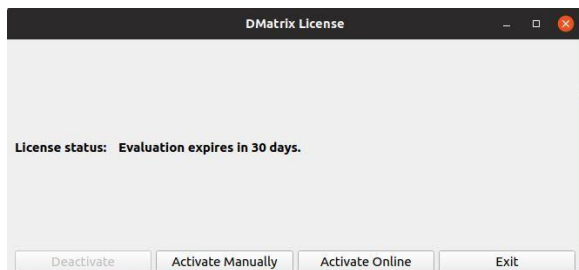 DMatrix License
License status: Evaluation expires in 30 days.
Deactivate Activate Manually Activate Online Exit